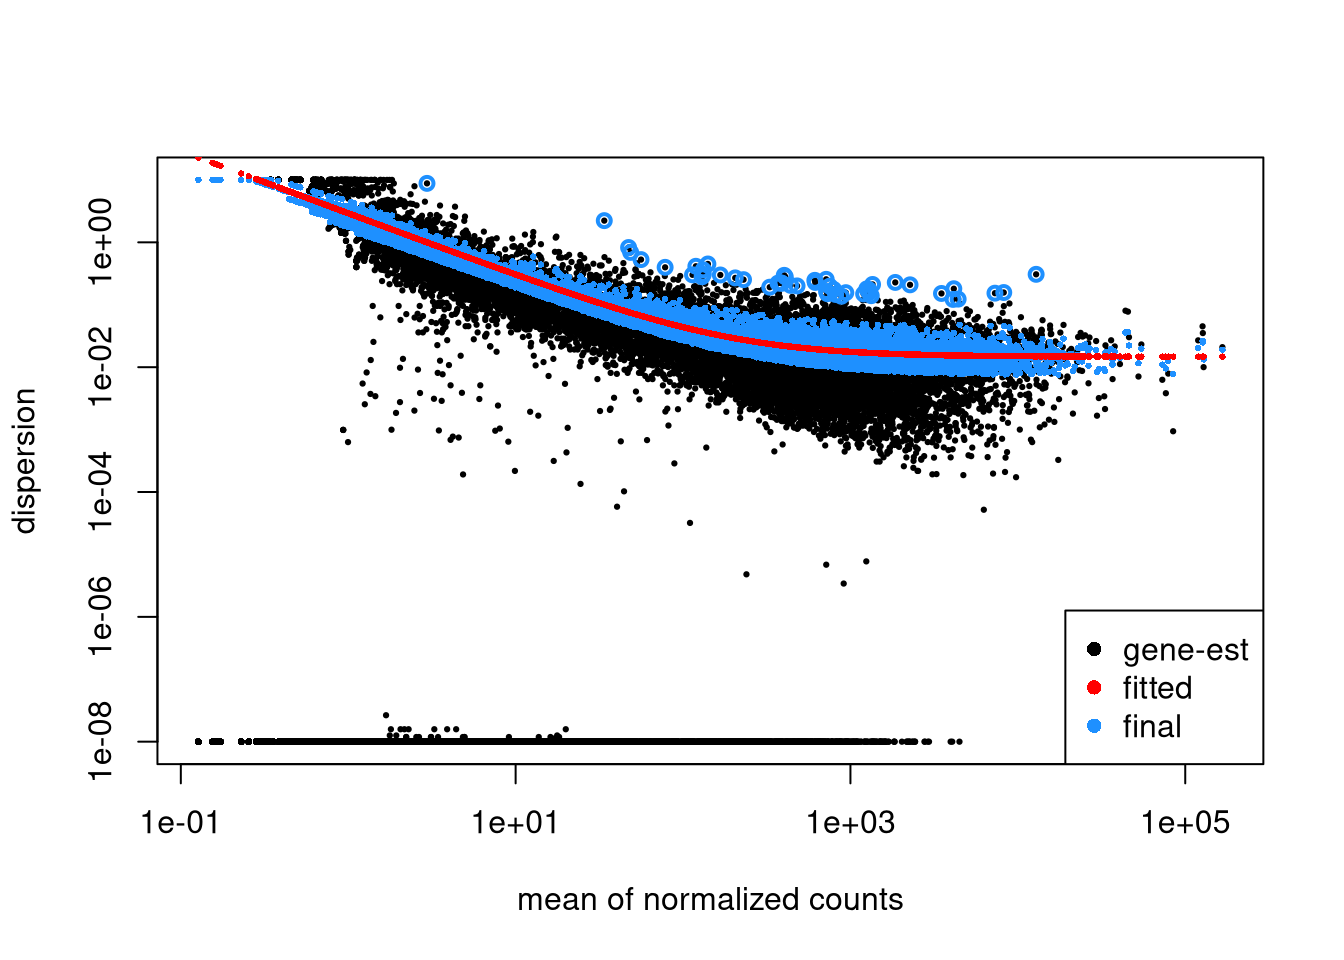 dispersion
1e+00
1e-02
1e-04
1e-06
1e-08
gene-est
fitted
final
1e-01
1e+01
1e+03
1e+05
mean of normalized counts